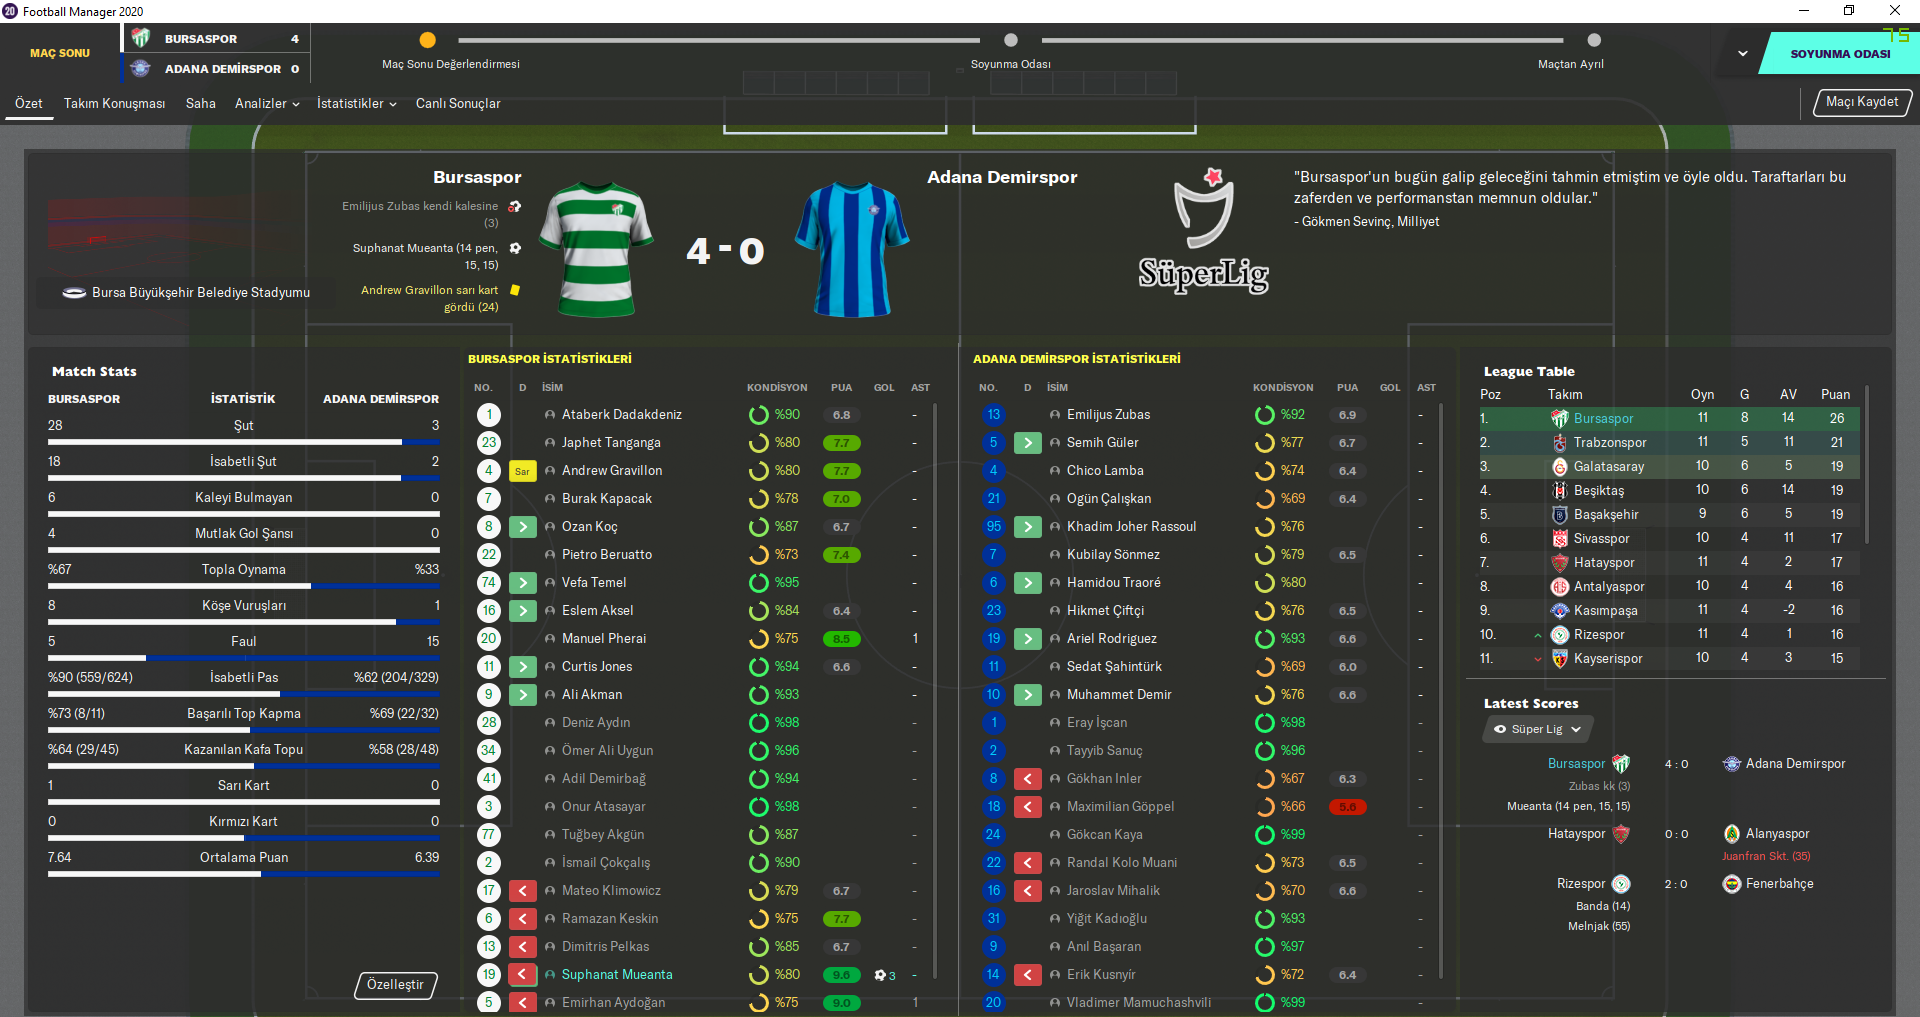 Football Manager 2020
75
MAÇ SONU
BURSASPOR 4
ADANA DEMİRSPOR 0
Maç Sonu Değerlendirmesi
Soyunma Odası
Maçtan Ayrıl
SOYUNMA ODASI
Özet Takım Konuşması Saha Analizler İstatistikler Canlı Sonuçlar
Maçı Kaydet
Bursaspor
Emilijus Zubas kendi kalesine
(3)
Suphanat Mueanta (14 pen,
15, 15)
Andrew Gravillon sarı kart
gördü (24)
Bursa Büyükşehir Belediye Stadyumu
4 - 0
Adana Demirspor
SüperLig
"Bursaspor'un bugün galip geleceğini tahmin etmiştim ve öyle oldu. Taraftarları bu
zaferden ve performanstan memnun oldular."
- Gökmen Sevinç, Milliyet
Match Stats
BURSASPOR İSTATİSTİK ADANA DEMİRSPOR
28 Şut 3
18 İsabetli Şut 2
6 Kaleyi Bulmayan 0
4 Mutlak Gol Şansı 0
%67 Topla Oynama %33
8 Köşe Vuruşları 1
5 Faul 15
%90 (559/624) İsabetli Pas %62 (204/329)
%73 (8/11) Başarılı Top Kapma %69 (22/32)
%64 (29/45) Kazanılan Kafa Topu %58 (28/48)
1 Sarı Kart 0
0 Kırmızı Kart 0
7.64 Ortalama Puan 6.39
Özelleştir
BURSASPOR İSTATİSTİKLERİ
NO. D İSİM KONDİSYON PUA GOL AST
1 Ataberk Dadakdeniz %90 6.8 -
23 Japhet Tanganga %80 7.7 -
4 Sar Andrew Gravillon %80 7.7 -
7 Burak Kapacak %78 7.0 -
8 Ozan Koç %87 6.7 -
22 Pietro Beruatto %73 7.4 -
74 Vefa Temel %95 -
16 Eslem Aksel %84 6.4 -
20 Manuel Pherai %75 8.5 1
11 Curtis Jones %94 6.6 -
9 Ali Akman %93 -
28 Deniz Aydın %98 -
34 Ömer Ali Uygun %96 -
41 Adil Demirbağ %94 -
3 Onur Atasayar %98 -
77 Tuğbey Akgün %87 -
2 İsmail Çokçalış %90 -
17 Mateo Klimowicz %79 6.7 -
6 Ramazan Keskin %75 7.7 -
13 Dimitris Pelkas %85 6.7 -
19 Suphanat Mueanta %80 9.6 3 -
5 Emirhan Aydoğan %75 9.0 1
ADANA DEMİRSPOR İSTATİSTİKLERİ
NO. D İSİM KONDİSYON PUA GOL AST
13 Emilijus Zubas %92 6.9 -
5 Semih Güler %77 6.7 -
4 Chico Lamba %74 6.4 -
21 Ogün Çalışkan %69 6.4 -
95 Khadim Joher Rassoul %76 -
7 Kubilay Sönmez %79 6.5 -
6 Hamidou Traoré %80 -
23 Hikmet Çiftçi %76 6.5 -
19 Ariel Rodriguez %93 6.6 -
11 Sedat Şahintürk %69 6.0 -
10 Muhammet Demir %76 6.6 -
1 Eray İşcan %98 -
2 Tayyib Sanuç %96 -
8 Gökhan Inler %67 6.3 -
18 Maximilian Göppel %66 5.6 -
24 Gökcan Kaya %99 -
22 Randal Kolo Muani %73 6.5 -
16 Jaroslav Mihalik %70 6.6 -
31 Yiğit Kadıoğlu %93 -
9 Anıl Başaran %97 -
14 Erik Kusnyír %72 6.4 -
20 Vladimer Mamuchashvili %99 -
League Table
Poz Takım Oyn G AV Puan
1. Bursaspor 11 8 14 26
2. Trabzonspor 11 5 11 21
3. Galatasaray 10 6 5 19
4. Beşiktaş 10 6 14 19
5. Başakşehir 9 6 5 19
6. Sivasspor 10 4 11 17
7. Hatayspor 11 4 2 17
8. Antalyaspor 10 4 4 16
9. Kasımpaşa 11 4 -2 16
10. Rizespor 11 4 1 16
11. Kayserispor 10 4 3 15
Latest Scores
Süper Lig
Bursaspor 4 : 0 Adana Demirspor
Zubas kk (3)
Mueanta (14 pen, 15, 15)
Hatayspor 0 : 0 Alanyaspor
Juanfran Skt. (35)
Rizespor 2 : 0 Fenerbahçe
Banda (14)
Melnjak (55)